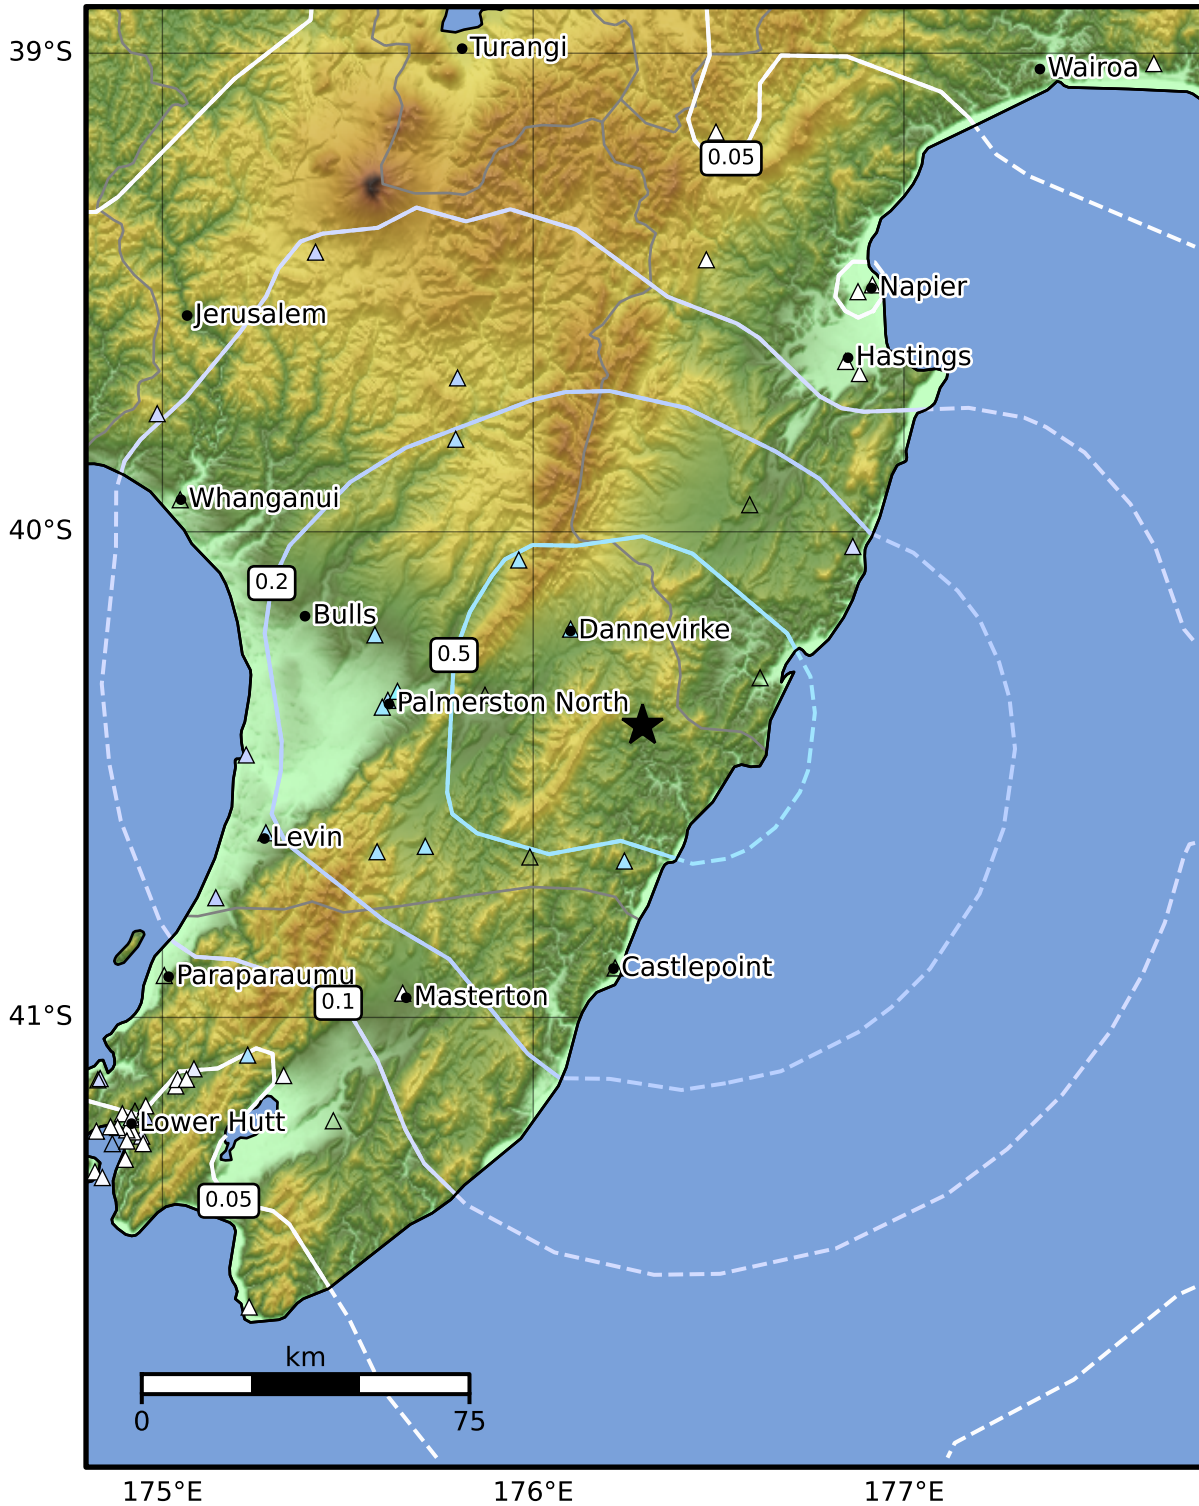 39°S
Turangi
Wairoa
0.05
Napier
Jerusalem
Hastings
Whanganui
40°S
0.2
Bulls
Dannevirke
0.5
Palmerston North
Levin
Castlepoint
Paraparaumu
Masterton
0.1
41°S
Lower Hutt
0.05
km
0
75
175°E
176°E
177°E